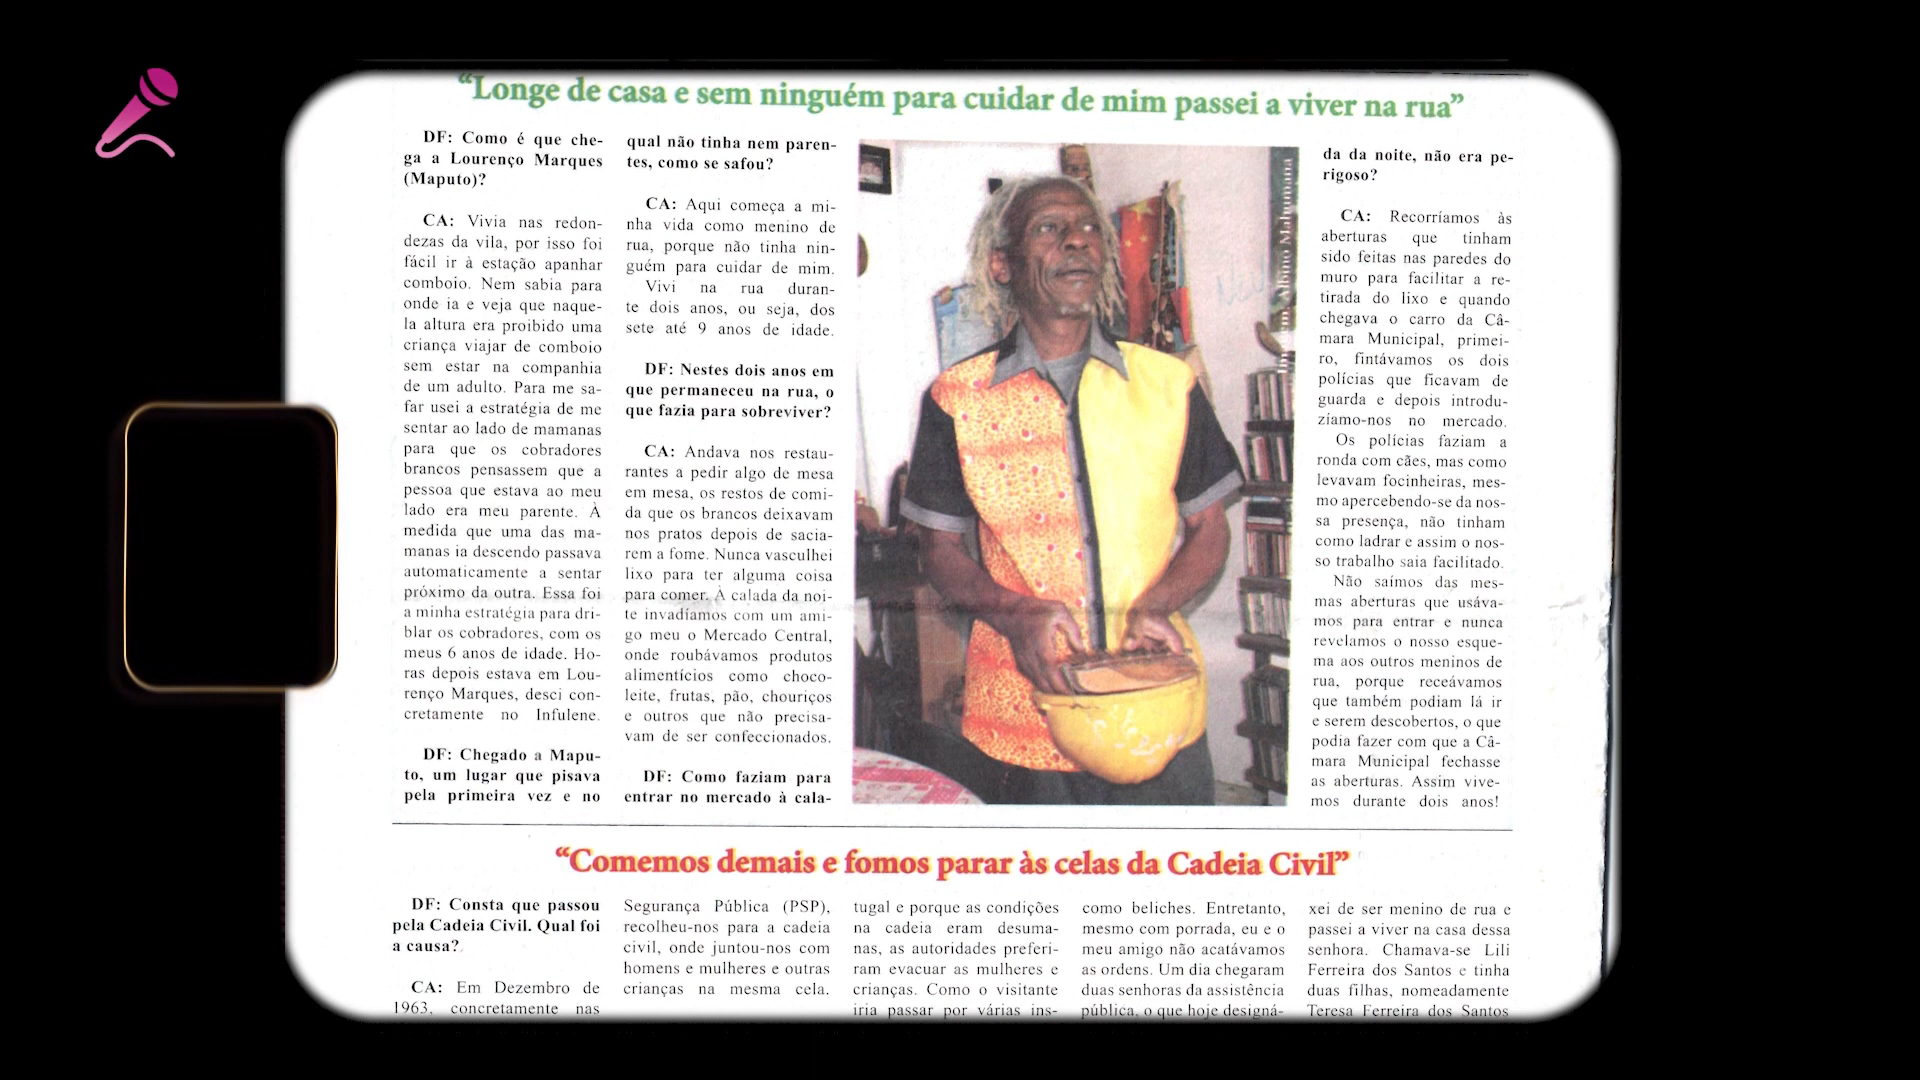 “Longe de casa e sem ninguém para cuidar de mim passei a viver na rua”
DF: Como é que che-
ga a Lourenço Marques
(Maputo)?
CA: Vivia nas redon-
dezas da vila, por isso foi
fácil ir à estação apanhar
comboio. Nem sabia para
onde ia e veja que naque-
la altura era proibido uma
criança viajar de comboio
sem estar na companhia
de um adulto. Para me sa-
far usei a estratégia de me
sentar ao lado de mamanas
para que os cobradores
brancos pensassem que a
pessoa que estava ao meu
lado era meu parente. À
medida que uma das ma-
manas ia descendo passava
automaticamente a sentar
próximo da outra. Essa foi
a minha estratégia para dri-
blar os cobradores, com os
meus 6 anos de idade. Ho-
ras depois estava em Lou-
renço Marques, desci con-
cretamente no Infulene.
DF: Chegado a Mapu-
to, um lugar que pisava
pela primeira vez e no
qual não tinha nem paren-
tes, como se safou?
CA: Aqui começa a mi-
nha vida como menino de
rua, porque não tinha nin-
guém para cuidar de mim.
Vivi na rua duran-
te dois anos, ou seja, dos
sete até 9 anos de idade.
DF: Nestes dois anos em
que permaneceu na rua, o
que fazia para sobreviver?
CA: Andava nos restau-
rantes a pedir algo de mesa
em mesa, os restos de comi-
da que os brancos deixavam
nos pratos depois de sacia-
rem a fome. Nunca vasculhei
lixo para ter alguma coisa
para comer. À calada da noi-
te invadíamos com um ami-
go meu o Mercado Central,
onde roubávamos produtos
alimentícios como choco-
leite, frutas, pão, chouriços
e outros que não precisa-
vam de ser confeccionados.
DF: Como faziam para
entrar no mercado à cala-
da da noite, não era pe-
rigoso?
CA: Recorríamos às
aberturas que tinham
sido feitas nas paredes do
muro para facilitar a re-
tirada do lixo e quando
chegava o carro da Câ-
mara Municipal, primei-
ro, fintávamos os dois
polícias que ficavam de
guarda e depois introdu-
zíamo-nos no mercado.
Os polícias faziam a
ronda com cães, mas como
levavam focinheiras, mes-
mo apercebendo-se da nos-
sa presença, não tinham
como ladrar e assim o nos-
so trabalho saia facilitado.
Não saímos das mes-
mas aberturas que usáva-
mos para entrar e nunca
revelamos o nosso esque-
ma aos outros meninos de
rua, porque receávamos
que também podiam lá ir
e serem descobertos, o que
podia fazer com que a Câ-
mara Municipal fechasse
as aberturas. Assim vive-
mos durante dois anos!
“Comemos demais e fomos parar às celas da Cadeia Civil”
DF: Consta que passou
pela Cadeia Civil. Qual foi
a causa?
CA: Em Dezembro de
1963, concretamente nas
Segurança Pública (PSP),
recolheu-nos para a cadeia
civil, onde juntou-nos com
homens e mulheres e outras
crianças na mesma cela.
tugal e porque as condições
na cadeia eram desuma-
nas, as autoridades preferi-
ram evacuar as mulheres e
crianças. Como o visitante
iria passar por várias ins-
como beliches. Entretanto,
mesmo com porrada, eu e o
meu amigo não acatávamos
as ordens. Um dia chegaram
duas senhoras da assistência
pública, o que hoje designá-
xei de ser menino de rua e
passei a viver na casa dessa
senhora. Chamava-se Lili
Ferreira dos Santos e tinha
duas filhas, nomeadamente
Teresa Ferreira dos Santos